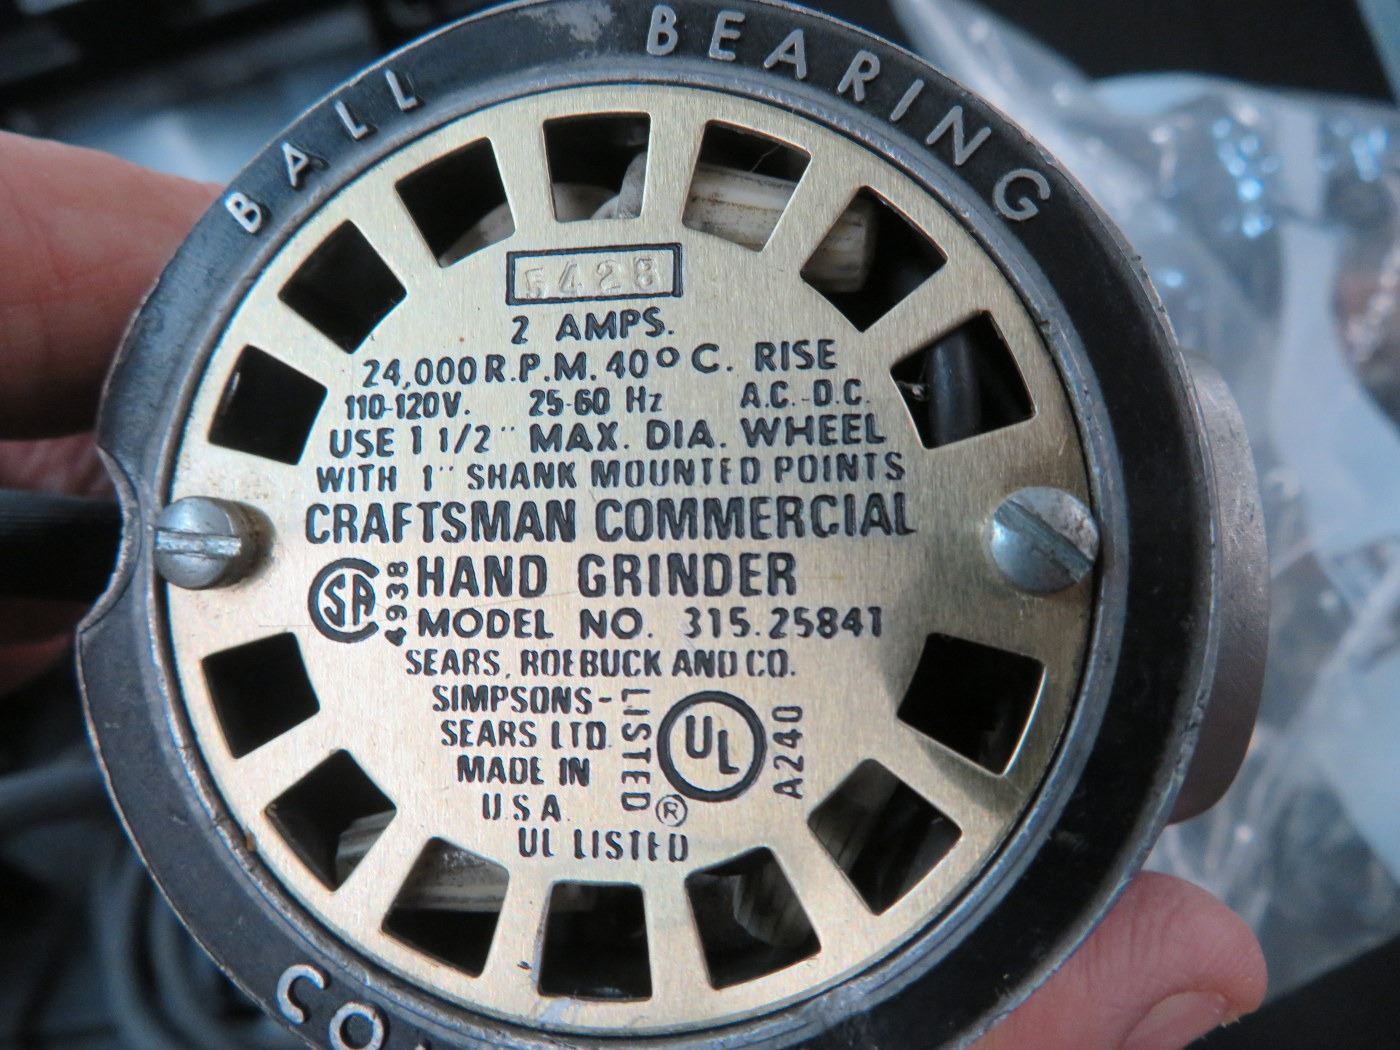 BALL BEARING
5428
2 AMPS.
24,000 R.P.M. 40° C. RISE
110-120V. 25-60 Hz A.C.-D.C.
USE 1 1/2" MAX. DIA. WHEEL
WITH 1" SHANK MOUNTED POINTS
CRAFTSMAN COMMERCIAL
SA 4938 HAND GRINDER
MODEL NO. 315.25841
SEARS, ROEBUCK AND CO.
SIMPSONS-
SEARS LTD.
MADE IN
U.S.A.
LISTED UL ® A240
UL LISTED